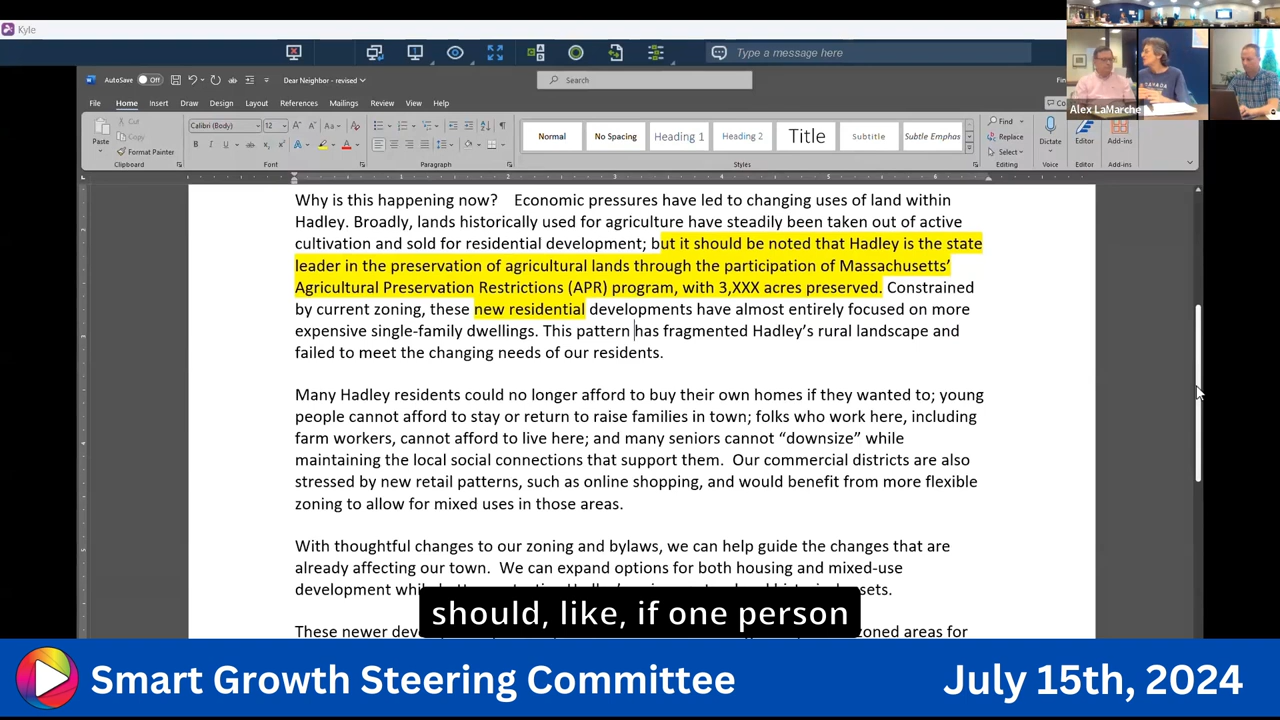 Kyle
Type a message here
AutoSave Off
Dear Neighbor - revised
Search
File Home Insert Draw Design Layout References Mailings Review View Help
Paste
Cut
Copy
Format Painter
Clipboard
Calibri (Body) 12
Font
Paragraph
Normal No Spacing Heading 1 Heading 2 Title Subtitle Subtle Emphas
Styles
Find
Replace
Select
Editing
Dictate
Voice
Editor
Editor
Add-ins
Add-ins
Alex LaMarche
Why is this happening now? Economic pressures have led to changing uses of land within
Hadley. Broadly, lands historically used for agriculture have steadily been taken out of active
cultivation and sold for residential development; but it should be noted that Hadley is the state
leader in the preservation of agricultural lands through the participation of Massachusetts’
Agricultural Preservation Restrictions (APR) program, with 3,XXX acres preserved. Constrained
by current zoning, these new residential developments have almost entirely focused on more
expensive single-family dwellings. This pattern has fragmented Hadley’s rural landscape and
failed to meet the changing needs of our residents.
Many Hadley residents could no longer afford to buy their own homes if they wanted to; young
people cannot afford to stay or return to raise families in town; folks who work here, including
farm workers, cannot afford to live here; and many seniors cannot “downsize” while
maintaining the local social connections that support them. Our commercial districts are also
stressed by new retail patterns, such as online shopping, and would benefit from more flexible
zoning to allow for mixed uses in those areas.
With thoughtful changes to our zoning and bylaws, we can help guide the changes that are
already affecting our town. We can expand options for both housing and mixed-use
development
These newer zoned areas for
should, like, if one person
Smart Growth Steering Committee
July 15th, 2024